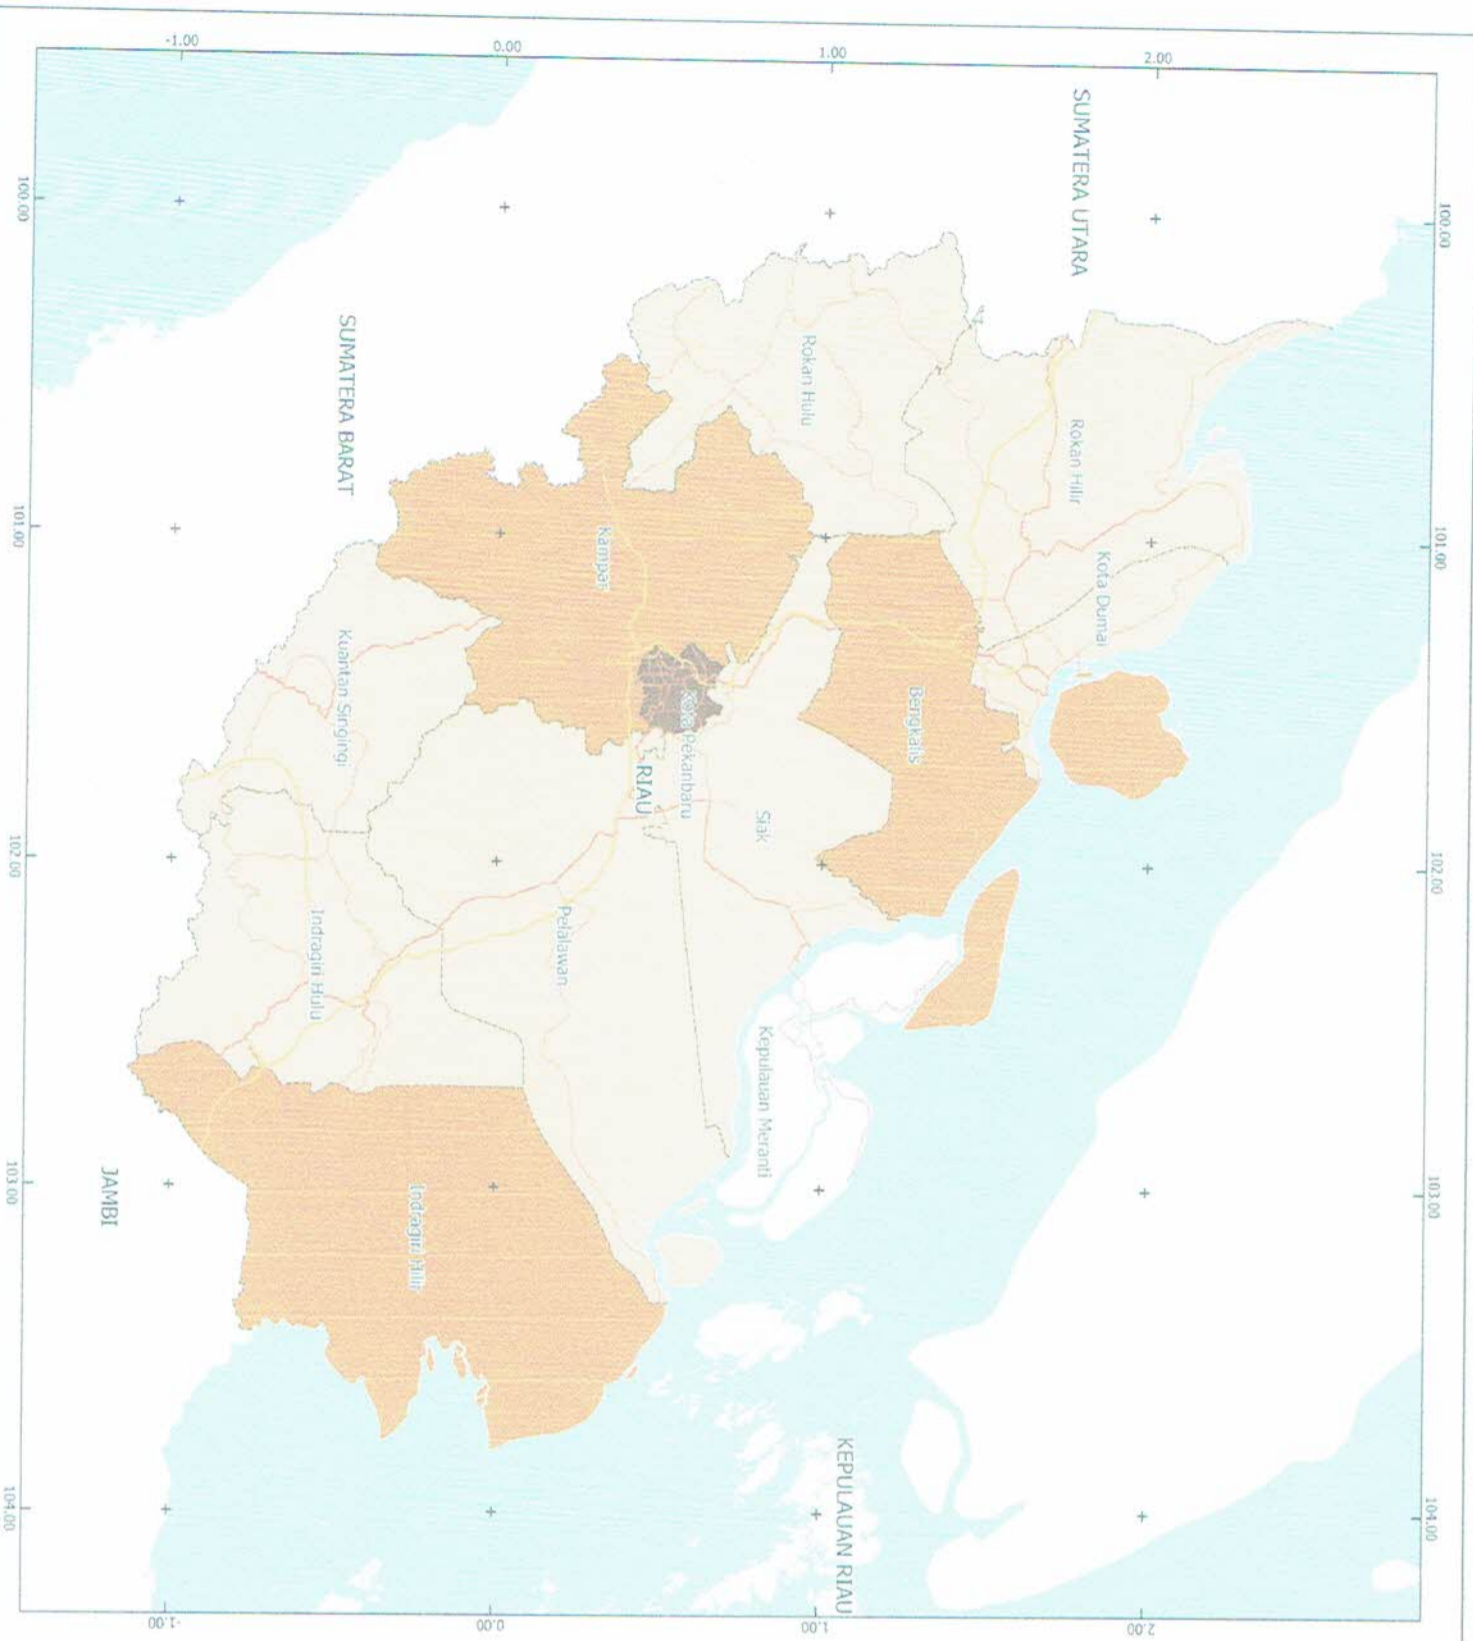 100.00
101.00
102.00
103.00
104.00
2.00
2.00
1.00
1.00
0.00
0.00
-1.00
-1.00
100.00
101.00
102.00
103.00
104.00
SUMATERA UTARA
Rokan Hilir
Kota Dumai
Rokan Hulu
Bengkalis
Siak
Kepulauan Meranti
KEPULAUAN RIAU
Kota Pekanbaru
RIAU
Kampar
Pelalawan
Indragiri Hilir
SUMATERA BARAT
Kuantan Singingi
Indragiri Hulu
JAMBI